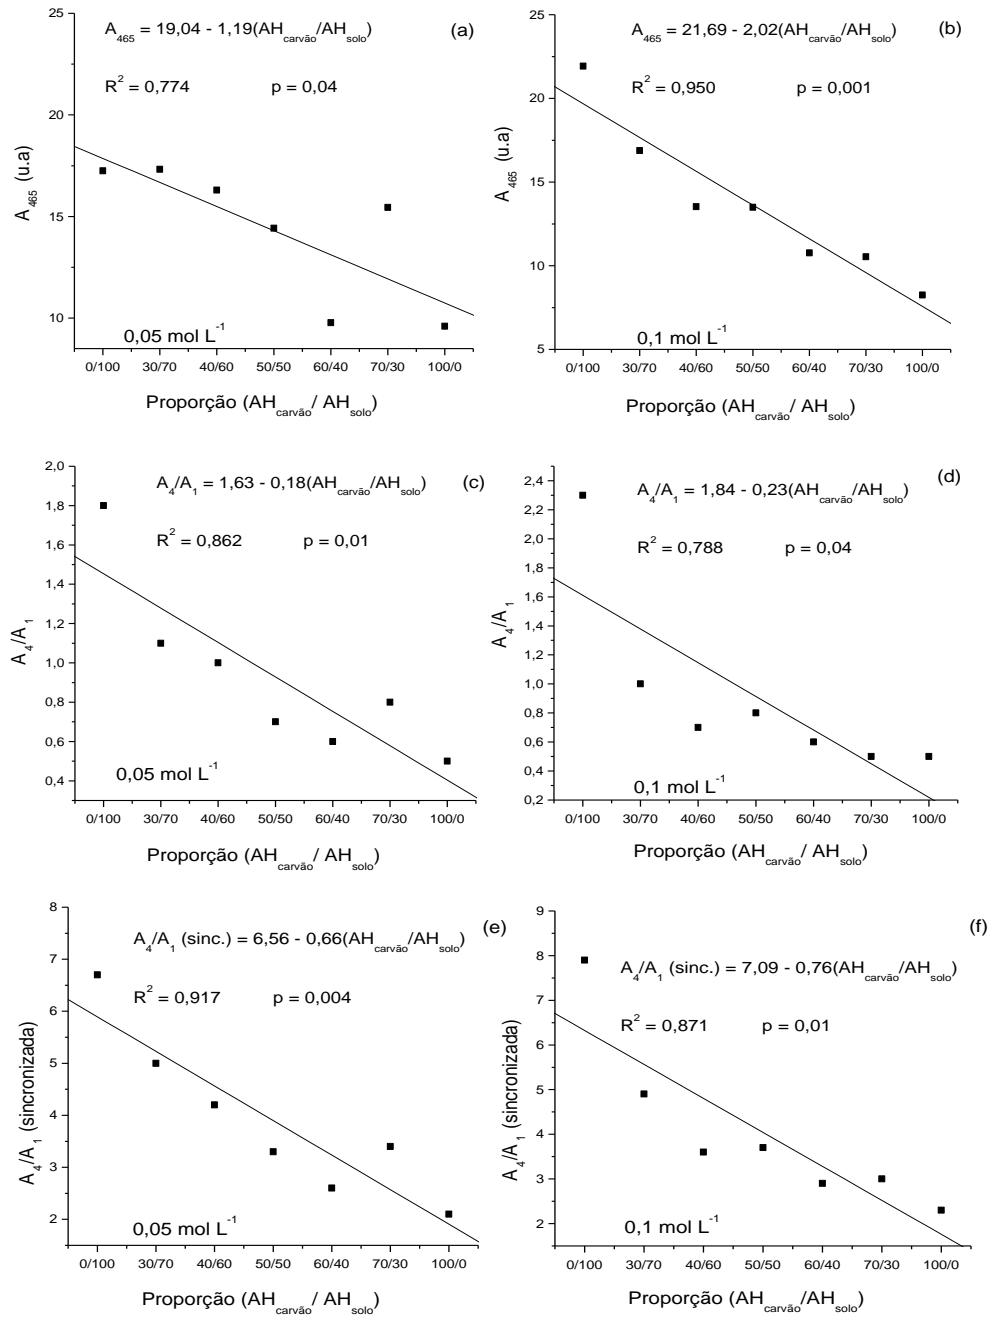 A465 = 19,04 - 1,19(AHcarvão/AHsolo)
(a)
R2 = 0,774 p = 0,04
A465 (u.a)
25
20
15
10
0,05 mol L-1
0/100 30/70 40/60 50/50 60/40 70/30 100/0
Proporção (AHcarvão/ AHsolo)
A465 = 21,69 - 2,02(AHcarvão/AHsolo)
(b)
R2 = 0,950 p = 0,001
A465 (u.a)
25
20
15
10
5
0,1 mol L-1
0/100 30/70 40/60 50/50 60/40 70/30 100/0
Proporção (AHcarvão/ AHsolo)
A4/A1 = 1,63 - 0,18(AHcarvão/AHsolo)
(c)
R2 = 0,862 p = 0,01
A4/A1
2,0
1,8
1,6
1,4
1,2
1,0
0,8
0,6
0,4
0,05 mol L-1
0/100 30/70 40/60 50/50 60/40 70/30 100/0
Proporção (AHcarvão/ AHsolo)
A4/A1 = 1,84 - 0,23(AHcarvão/AHsolo)
(d)
R2 = 0,788 p = 0,04
A4/A1
2,4
2,2
2,0
1,8
1,6
1,4
1,2
1,0
0,8
0,6
0,4
0,2
0,1 mol L-1
0/100 30/70 40/60 50/50 60/40 70/30 100/0
Proporção (AHcarvão/ AHsolo)
A4/A1 (sinc.) = 6,56 - 0,66(AHcarvão/AHsolo)
(e)
R2 = 0,917 p = 0,004
A4/A1 (sincronizada)
8
7
6
5
4
3
2
0,05 mol L-1
0/100 30/70 40/60 50/50 60/40 70/30 100/0
Proporção (AHcarvão/ AHsolo)
(f)
A4/A1 (sinc.) = 7,09 - 0,76(AHcarvão/AHsolo)
R2 = 0,871 p = 0,01
A4/A1 (sincronizada)
9
8
7
6
5
4
3
2
0,1 mol L-1
0/100 30/70 40/60 50/50 60/40 70/30 100/0
Proporção (AHcarvão/AHsolo)